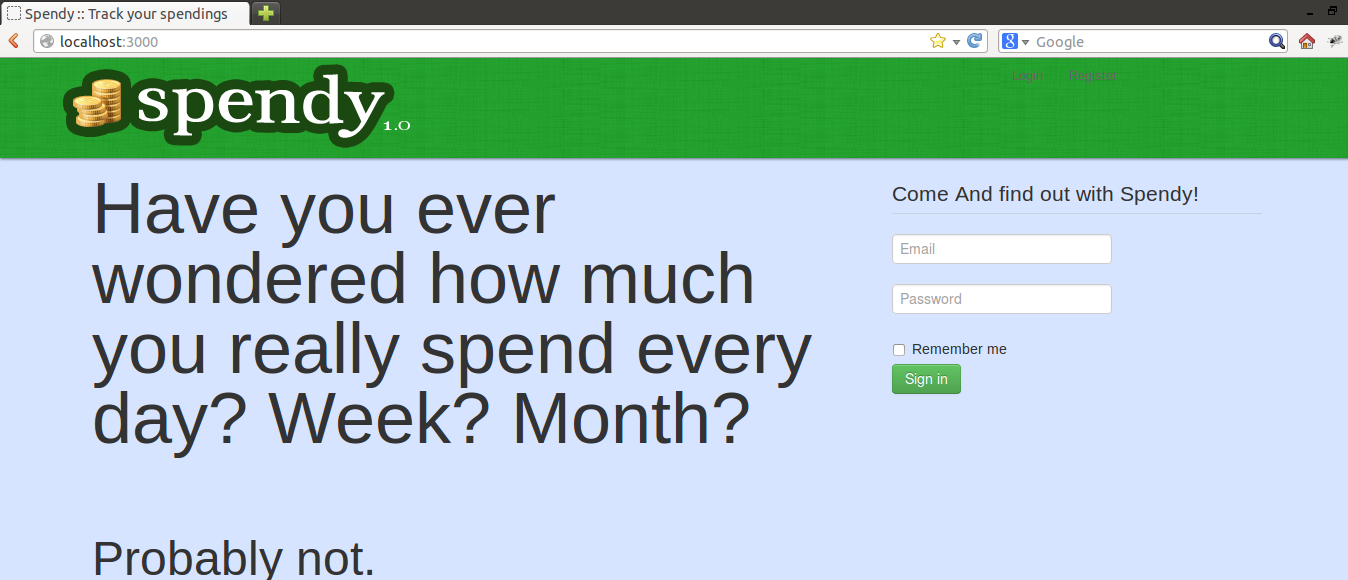 Spendy :: Track your spendings
localhost:3000
Google
spendy 1.0
Login Register
Have you ever
wondered how much
you really spend every
day? Week? Month?
Probably not.
Come And find out with Spendy!
Email
Password
Remember me
Sign in